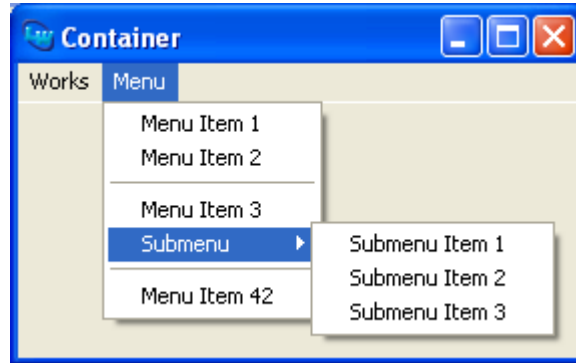 Container
Works Menu
Menu Item 1
Menu Item 2
Menu Item 3
Submenu
Menu Item 42
Submenu Item 1
Submenu Item 2
Submenu Item 3